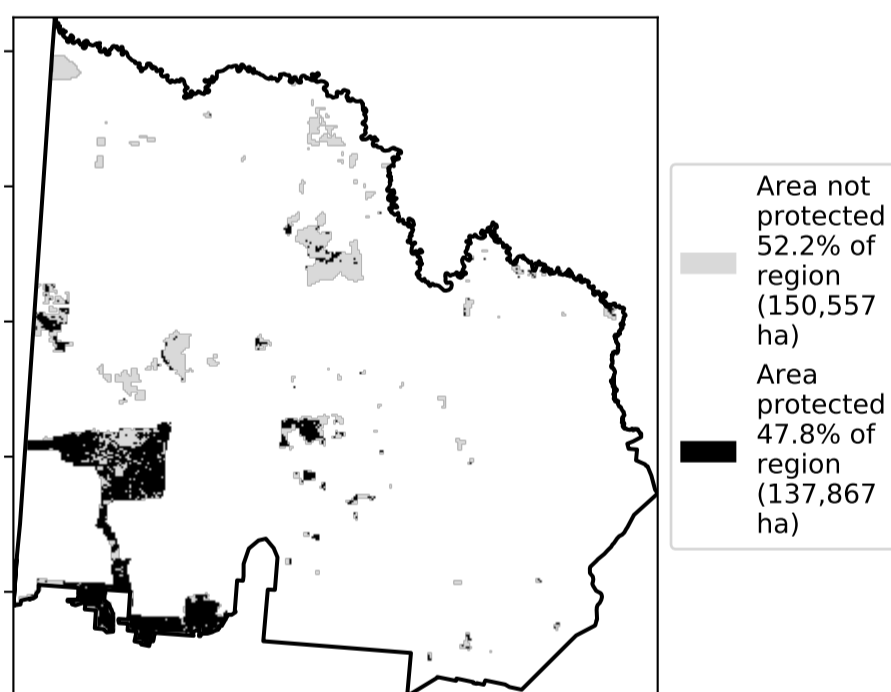 Area not
protected
52.2% of
region
(150,557
ha)
Area
protected
47.8% of
region
(137,867
ha)